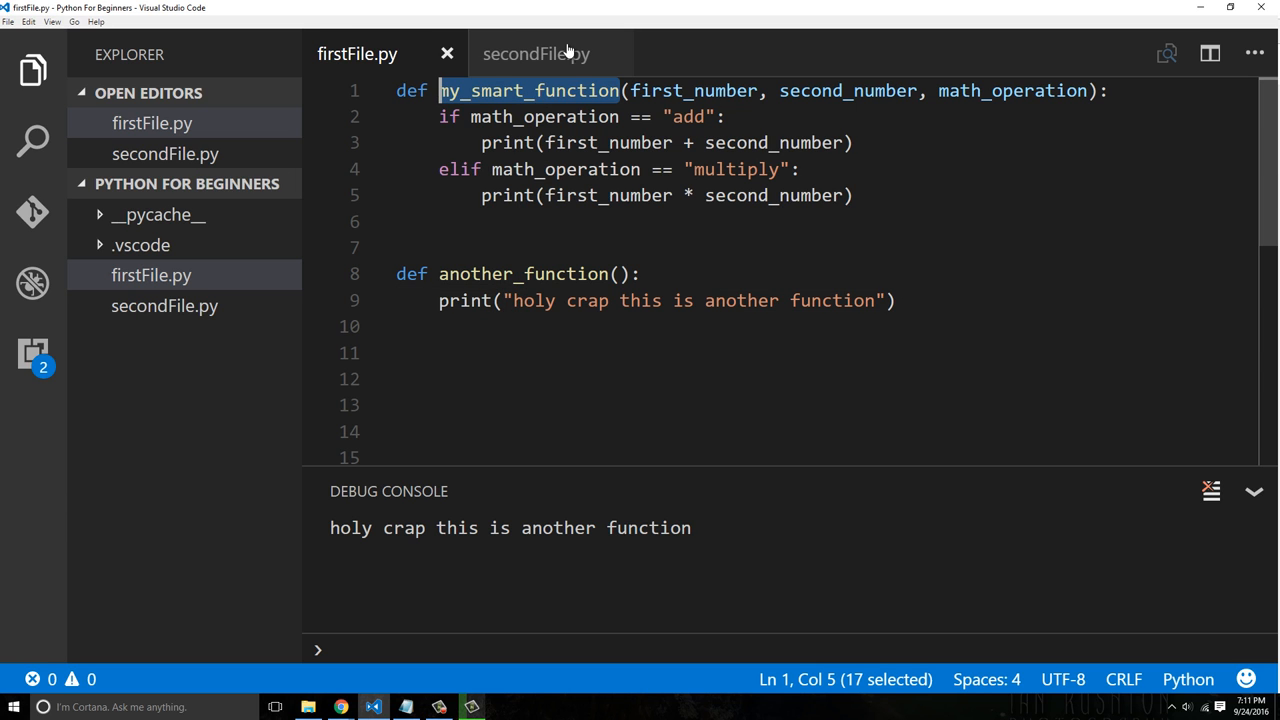 firstFile.py - Python For Beginners - Visual Studio Code
File Edit View Go Help
EXPLORER
OPEN EDITORS
firstFile.py
secondFile.py
PYTHON FOR BEGINNERS
__pycache__
.vscode
firstFile.py
secondFile.py
2
firstFile.py secondFile.py
1 def my_smart_function(first_number, second_number, math_operation):
2 if math_operation == "add":
3 print(first_number + second_number)
4 elif math_operation == "multiply":
5 print(first_number * second_number)
6
7
8 def another_function():
9 print("holy crap this is another function")
10
11
12
13
14
15
DEBUG CONSOLE
holy crap this is another function
0 0 Ln 1, Col 5 (17 selected) Spaces: 4 UTF-8 CRLF Python
I'm Cortana. Ask me anything.
7:11 PM
9/24/2016